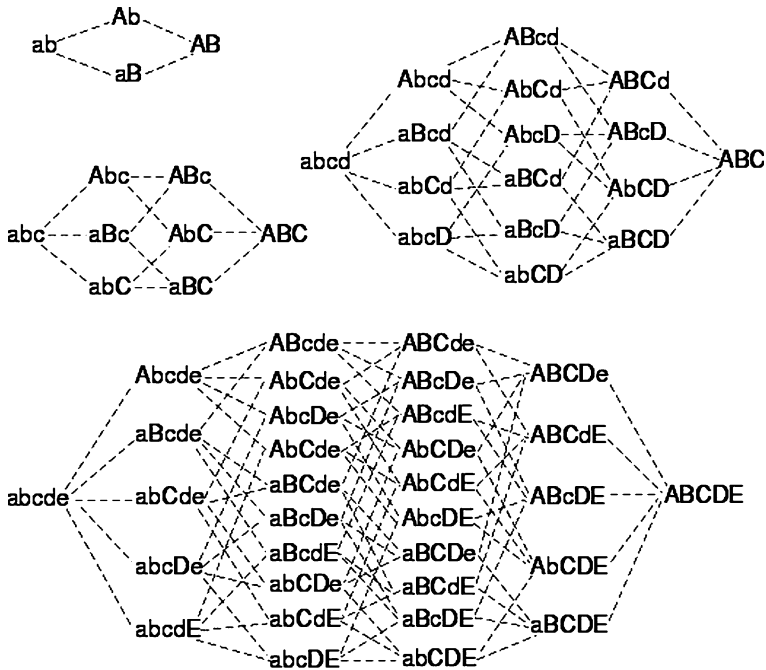 ab
Ab
aB
AB
abc
Abc
aBc
abC
ABc
AbC
aBC
ABC
abcd
Abcd
aBcd
abCd
abcD
ABcd
AbCd
AbcD
aBCd
aBcD
abCD
ABCd
ABcD
AbCD
aBCD
ABC
abcde
Abcde
aBcde
abCde
abcDe
abcdE
ABcde
AbCde
AbcDe
AbCde
aBCde
aBcDe
aBcdE
abCDe
abCdE
abcDE
ABCde
ABcDe
ABcdE
AbCDe
AbCdE
AbcDE
aBCDe
aBCdE
aBcDE
abCDE
ABCDe
ABCdE
ABcDE
AbCDE
aBCDE
ABCDE